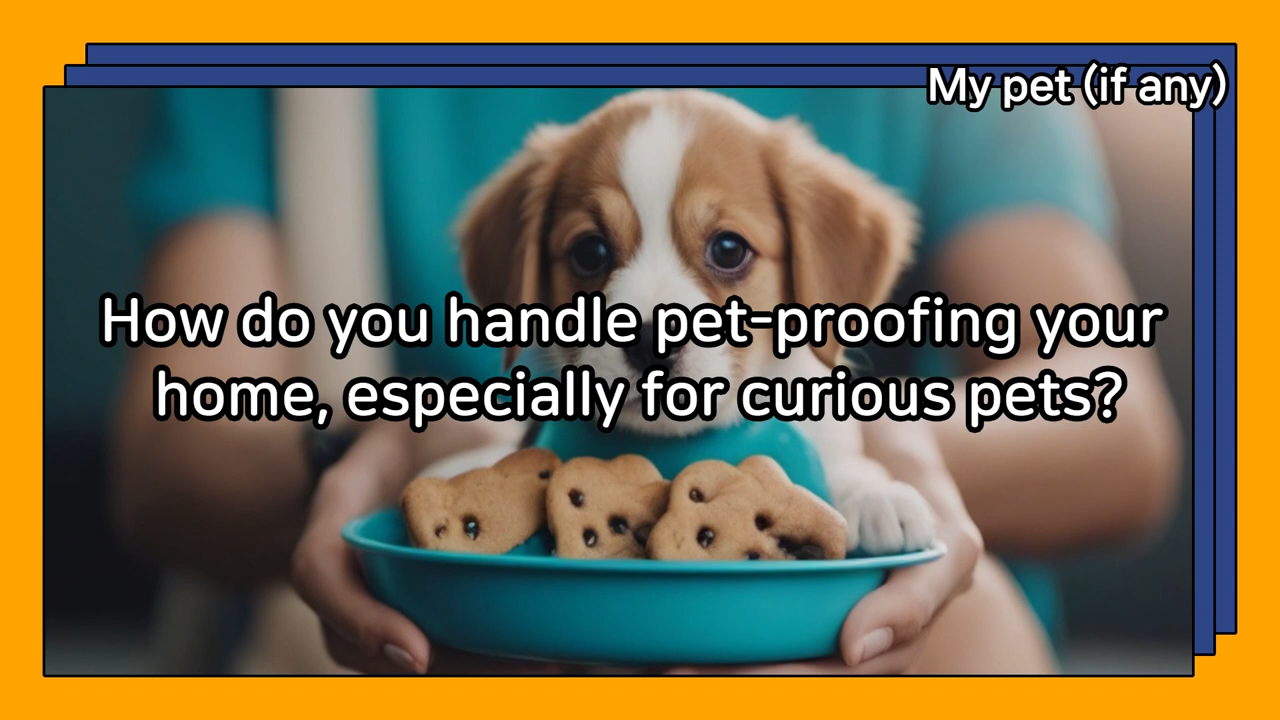 My pet (if any)
How do you handle pet-proofing your
home, especially for curious pets?